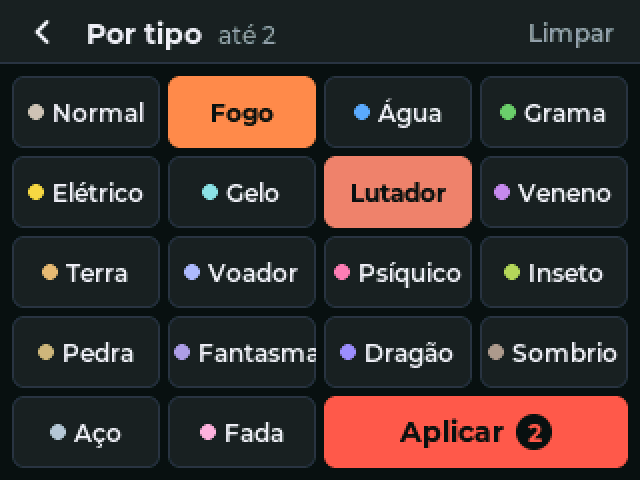 Por tipo até 2 Limpar
Normal Fogo Água Grama
Elétrico Gelo Lutador Veneno
Terra Voador Psíquico Inseto
Pedra Fantasma Dragão Sombrio
Aço Fada Aplicar 2